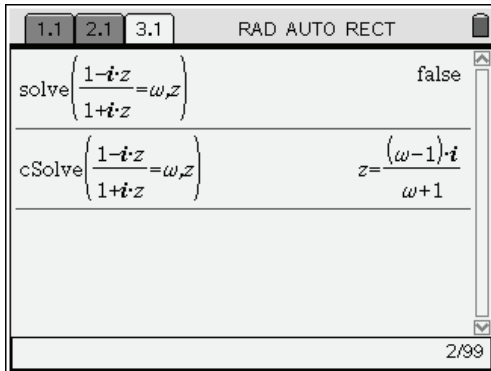 1.1 2.1 3.1 RAD AUTO RECT
solve((1-i·z)/(1+i·z)=ω,z) false
cSolve((1-i·z)/(1+i·z)=ω,z) z=((ω-1)·i)/(ω+1)
2/99